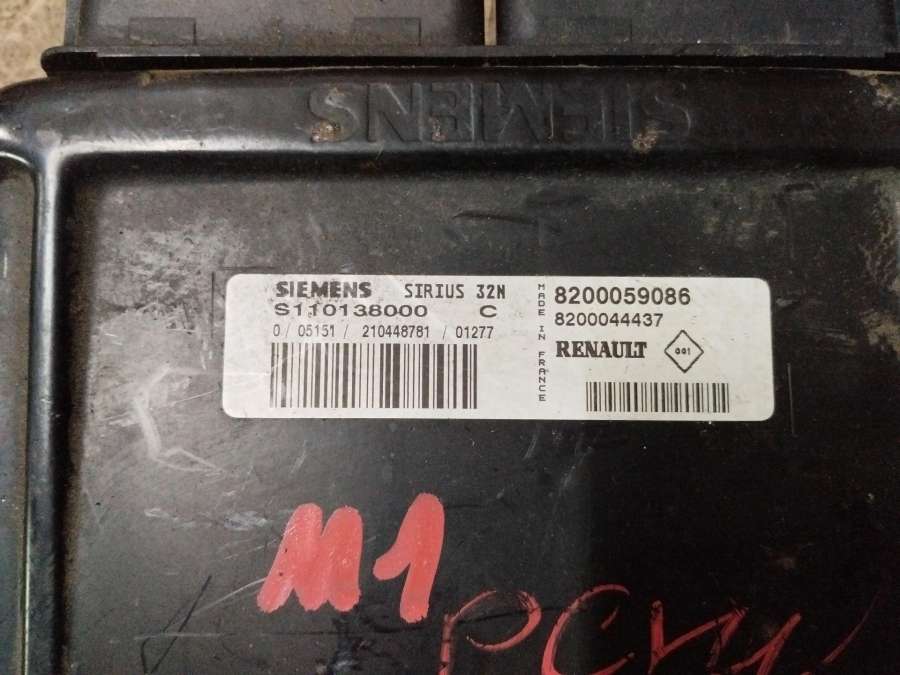 SIEMENS
SIEMENS SIRIUS 32N
S110138000 C
0 / 05151 / 210448781 / 01277
MADE IN FRANCE
8200059086
8200044437
RENAULT 001
M1